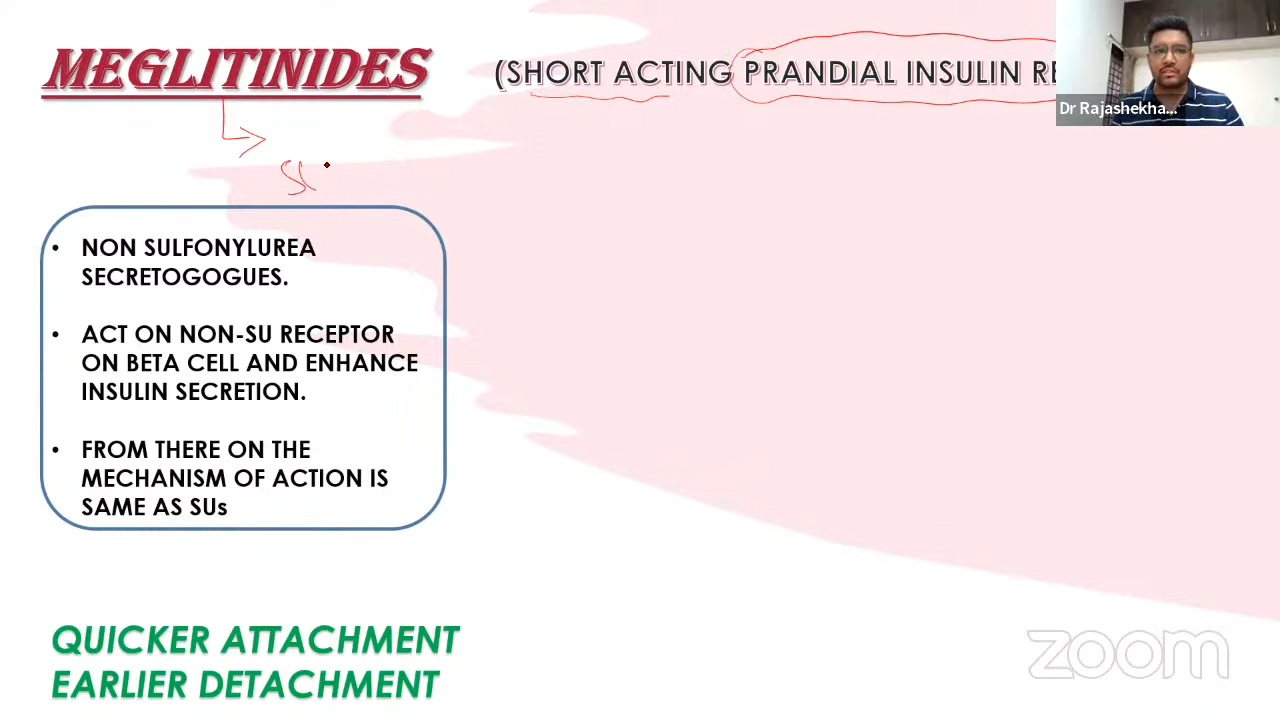 MEGLITINIDES
(SHORT ACTING PRANDIAL INSULIN RE
Dr Rajashekha...
• NON SULFONYLUREA
SECRETOGOGUES.
• ACT ON NON-SU RECEPTOR
ON BETA CELL AND ENHANCE
INSULIN SECRETION.
• FROM THERE ON THE
MECHANISM OF ACTION IS
SAME AS SUs
QUICKER ATTACHMENT
EARLIER DETACHMENT
zoom